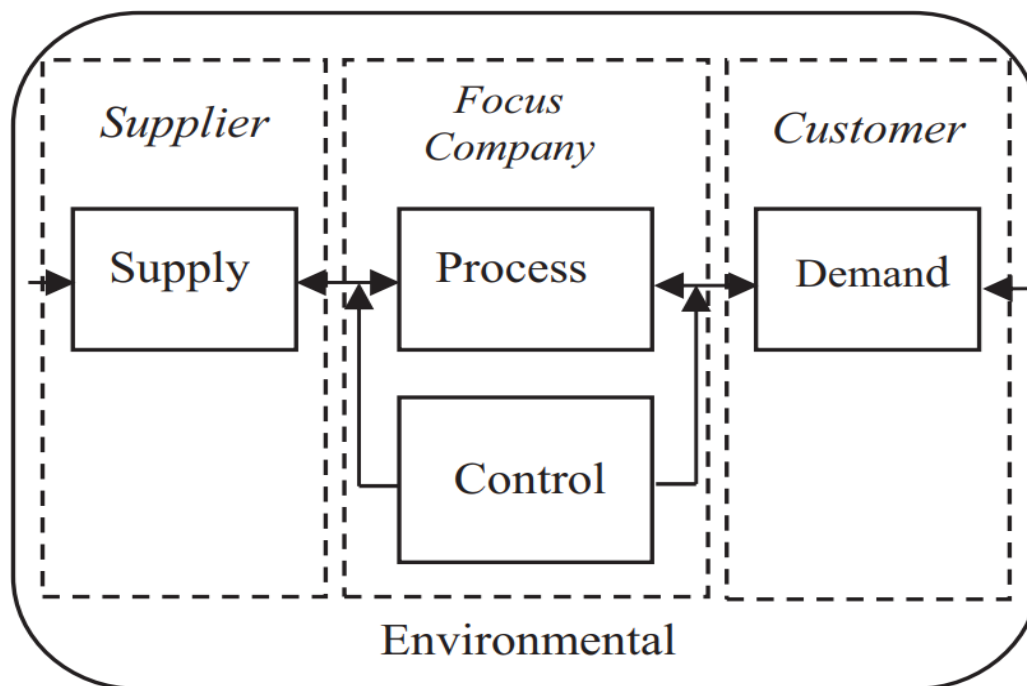 Supplier
Focus
Company
Customer
Supply
Process
Demand
Control
Environmental